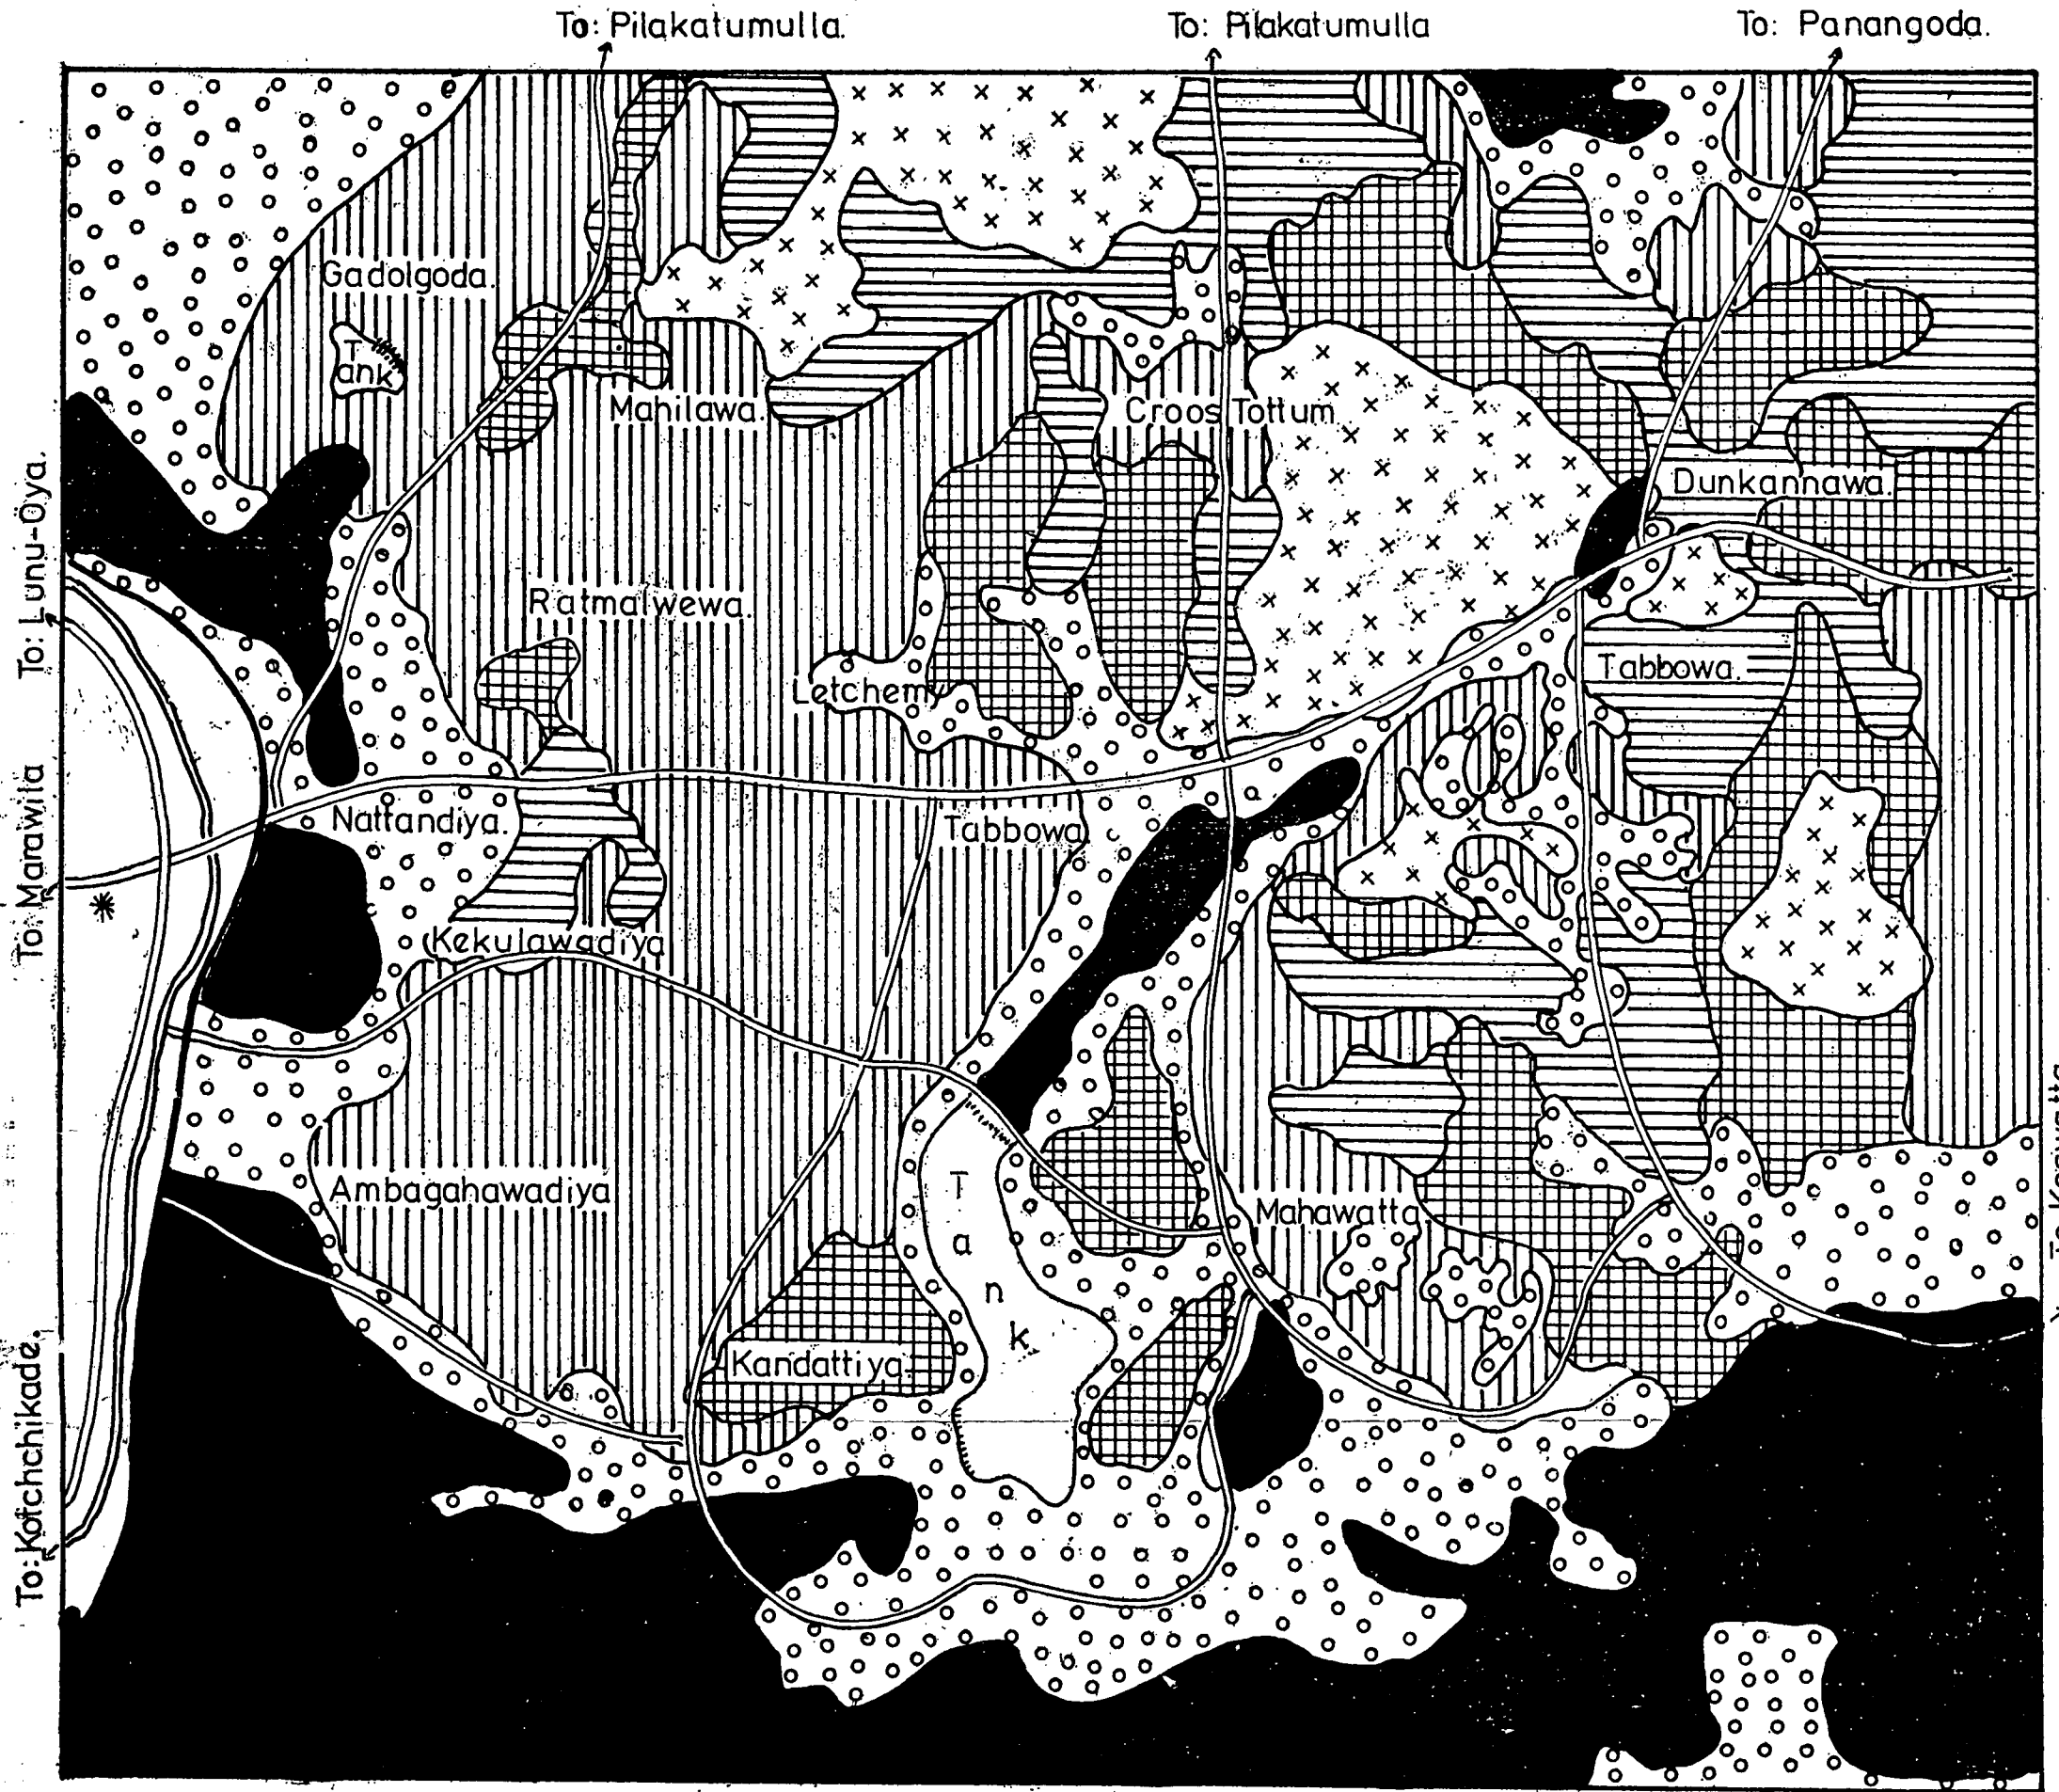 To: Pilakatumulla.
To: Pilakatumulla
To: Panangoda.
Gadolgoda.
Tank
Mahilawa.
Croos Tottum
Dunkannawa.
To: Lunu-Oya.
Ratmalwewa.
Tabbowa.
Letchemy
To: Marawila
Nattandiya.
Tabbowa
Kekulawadiya
Ambagahawadiya
Tank
Mahawatta
Kandattiya.
To: Kotchchikade.